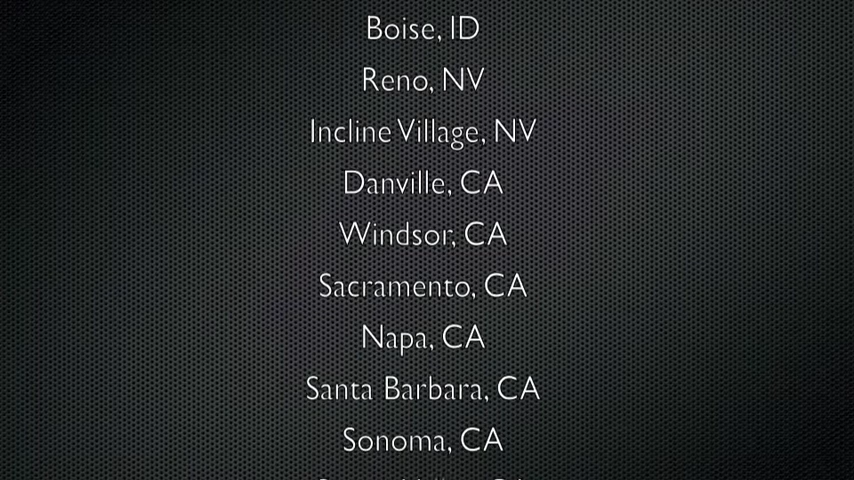 Boise, ID
Reno, NV
Incline Village, NV
Danville, CA
Windsor, CA
Sacramento, CA
Napa, CA
Santa Barbara, CA
Sonoma, CA